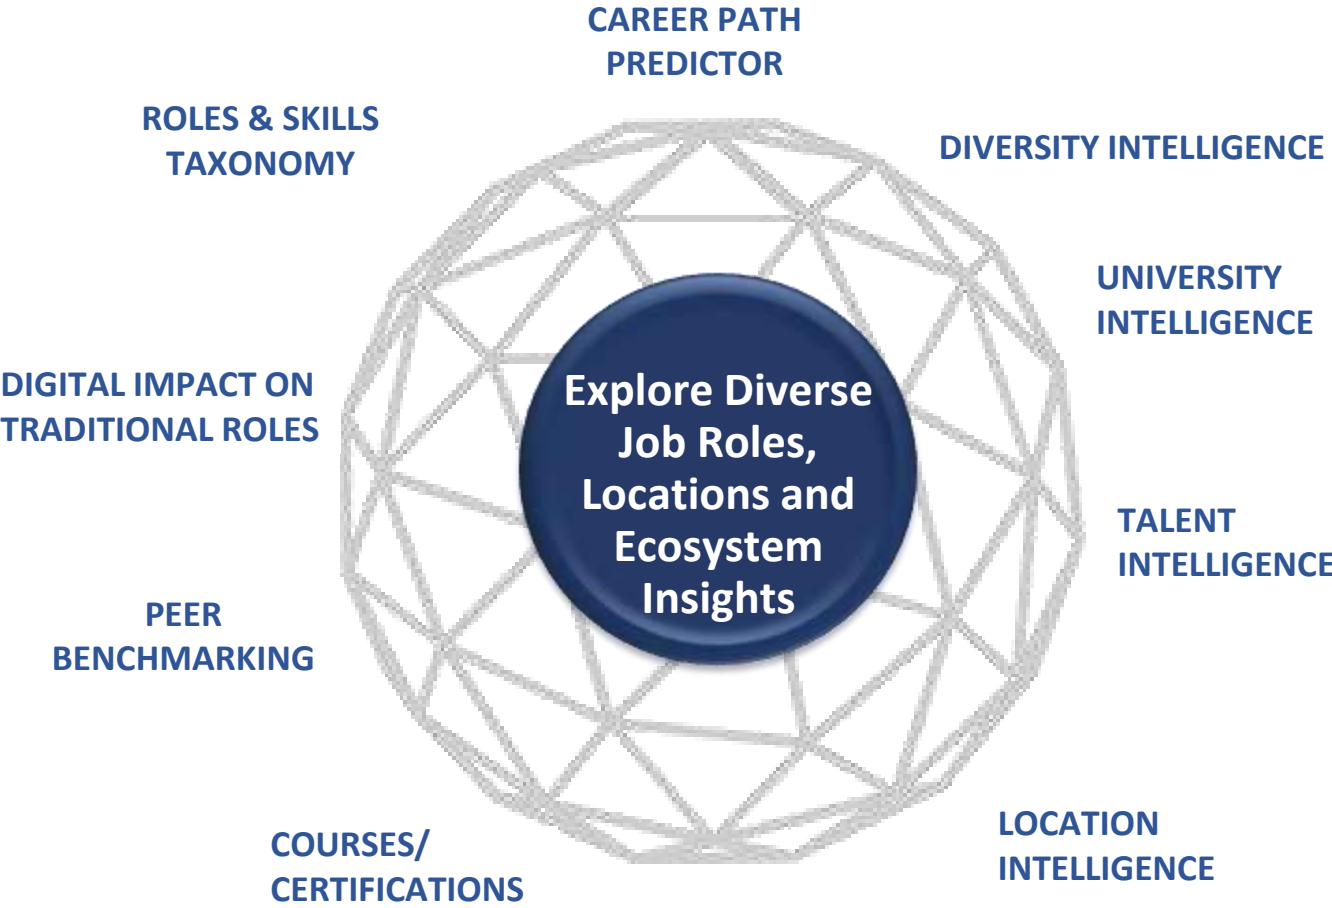 CAREER PATH
PREDICTOR
ROLES & SKILLS
TAXONOMY
DIVERSITY INTELLIGENCE
UNIVERSITY
INTELLIGENCE
DIGITAL IMPACT ON
TRADITIONAL ROLES
Explore Diverse
Job Roles,
Locations and
Ecosystem
Insights
TALENT
INTELLIGENCE
PEER
BENCHMARKING
LOCATION
INTELLIGENCE
COURSES/
CERTIFICATIONS